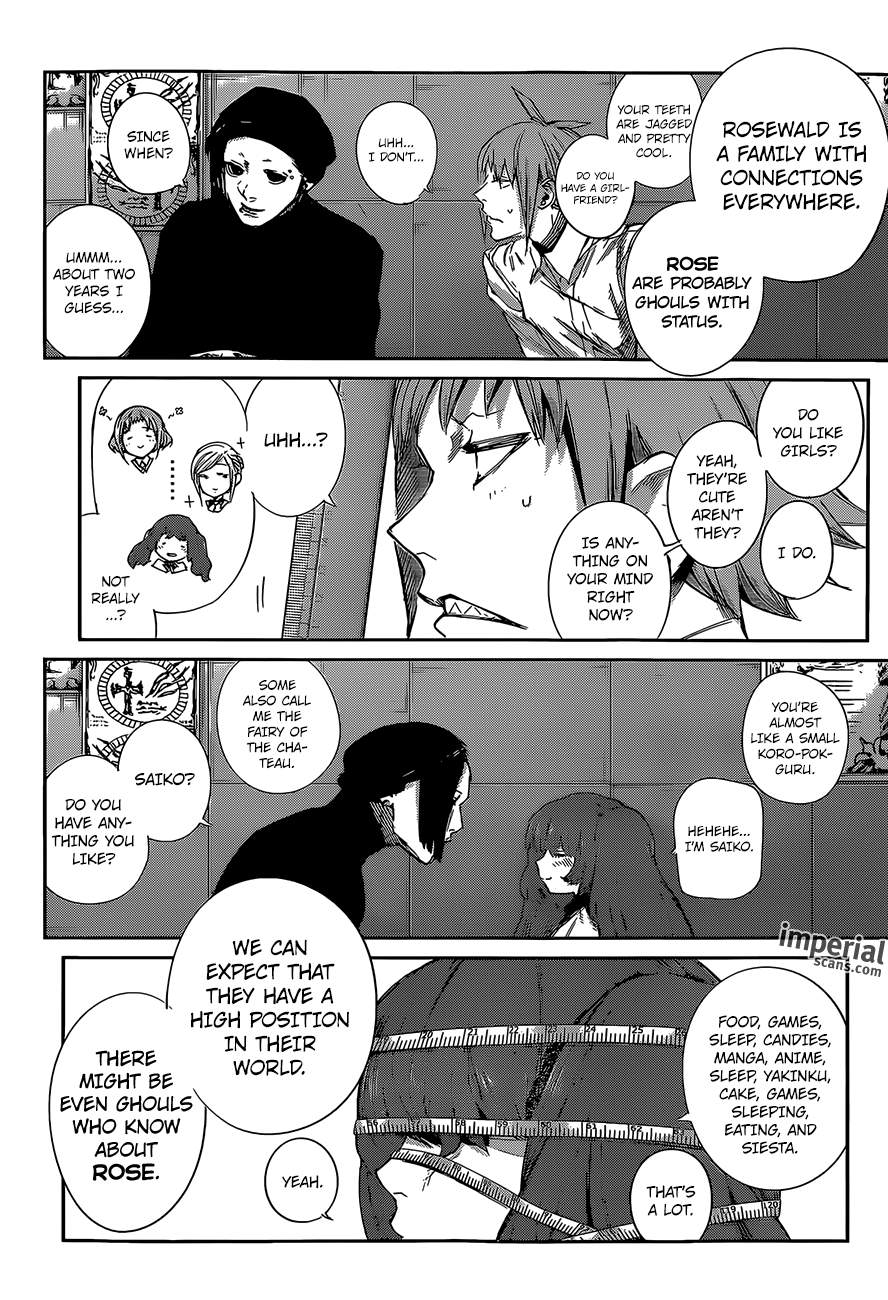 ROSEWALD IS
A FAMILY WITH
CONNECTIONS
EVERYWHERE.
ROSE
ARE PROBABLY
GHOULS WITH
STATUS.
YOUR TEETH
ARE JAGGED
AND PRETTY
COOL.
DO YOU
HAVE A GIRL-
FRIEND?
UHH...
I DON'T...
SINCE
WHEN?
UMMM...
ABOUT TWO
YEARS I
GUESS...
DO
YOU LIKE
GIRLS?
I DO.
YEAH,
THEY'RE
CUTE
AREN'T
THEY?
IS ANY-
THING ON
YOUR MIND
RIGHT
NOW?
UHH...?
NOT
REALLY
...?
YOU'RE
ALMOST
LIKE A SMALL
KORO-POK-
GURU.
HEHEHE...
I'M SAIKO.
SOME
ALSO CALL
ME THE
FAIRY OF
THE CHA-
TEAU.
SAIKO?
DO YOU
HAVE ANY-
THING YOU
LIKE?
imperial
scans.com
WE CAN
EXPECT THAT
THEY HAVE A
HIGH POSITION
IN THEIR
WORLD.
THERE
MIGHT BE
EVEN GHOULS
WHO KNOW
ABOUT
ROSE.
FOOD, GAMES,
SLEEP, CANDIES,
MANGA, ANIME,
SLEEP, YAKINKU,
CAKE, GAMES,
SLEEPING,
EATING, AND
SIESTA.
THAT'S
A LOT.
YEAH.